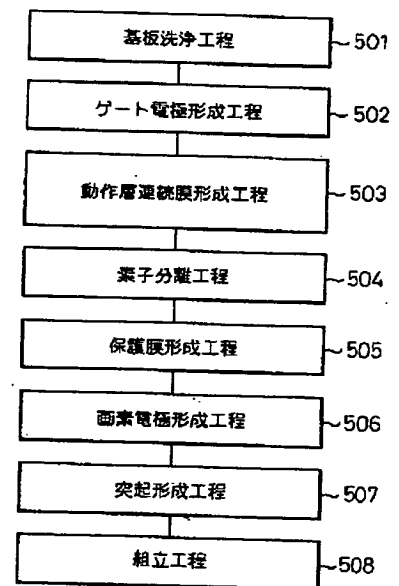 基板洗浄工程 501
ゲート電極形成工程 502
動作層連続膜形成工程 503
素子分離工程 504
保護膜形成工程 505
画素電極形成工程 506
突起形成工程 507
組立工程 508